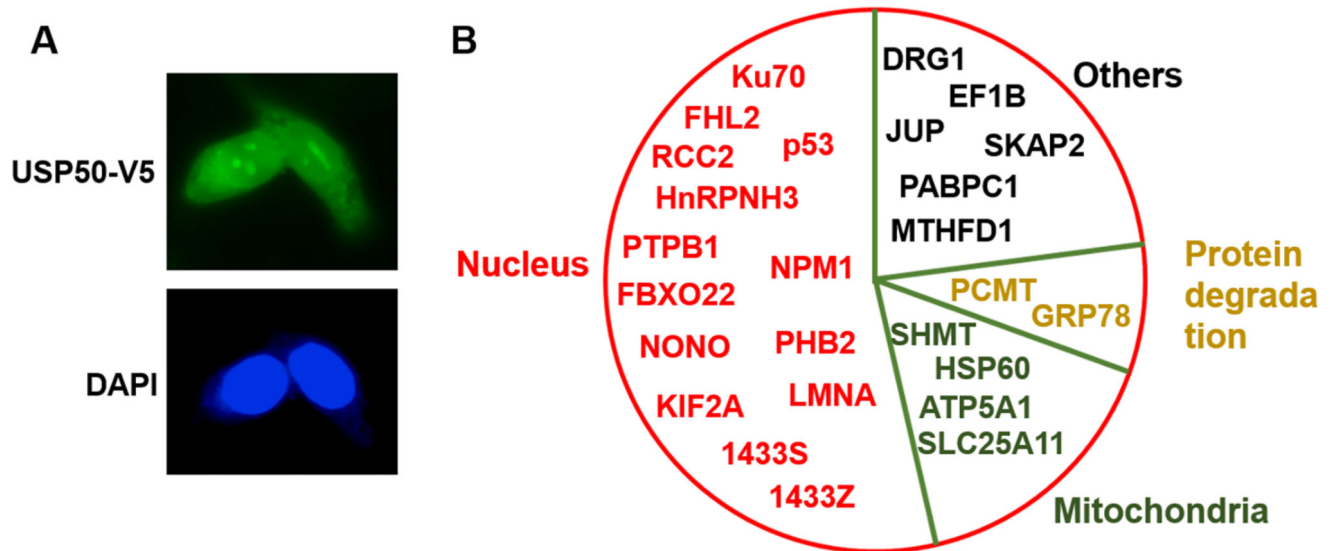 A
USP50-V5
DAPI
B
Nucleus
Ku70
FHL2
p53
RCC2
HnRPNH3
PTPB1
NPM1
FBXO22
NONO
PHB2
LMNA
KIF2A
1433S
1433Z
Others
DRG1
EF1B
JUP
SKAP2
PABPC1
MTHFD1
Protein
degrada
tion
PCMT
GRP78
SHMT
HSP60
ATP5A1
SLC25A11
Mitochondria